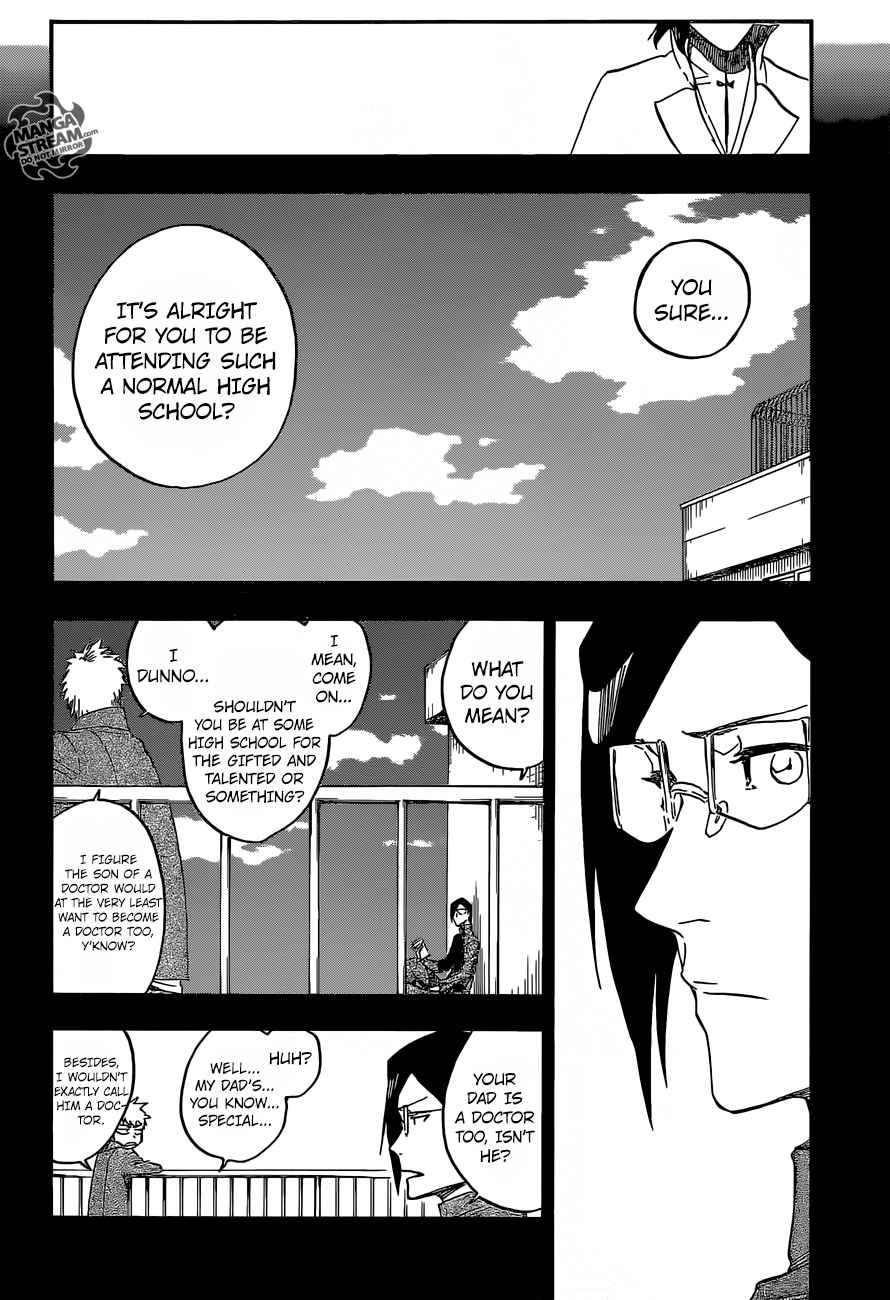 MANGA
STREAM.com
DO NOT MIRROR
YOU
SURE...
IT'S ALRIGHT
FOR YOU TO BE
ATTENDING SUCH
A NORMAL HIGH
SCHOOL?
WHAT
DO YOU
MEAN?
I
MEAN,
COME
ON...
I
DUNNO...
SHOULDN'T
YOU BE AT SOME
HIGH SCHOOL FOR
THE GIFTED AND
TALENTED OR
SOMETHING?
I FIGURE
THE SON OF A
DOCTOR WOULD
AT THE VERY LEAST
WANT TO BECOME
A DOCTOR TOO,
Y'KNOW?
YOUR
DAD IS
A DOCTOR
TOO, ISN'T
HE?
HUH?
WELL...
MY DAD'S...
YOU KNOW...
SPECIAL...
BESIDES,
I WOULDN'T
EXACTLY CALL
HIM A DOC-
TOR.